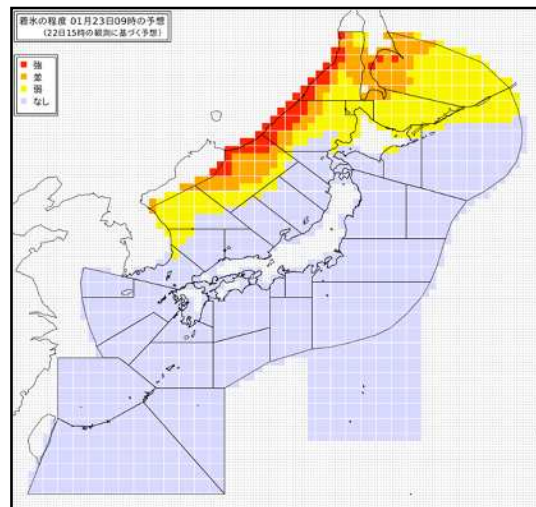 着氷の程度 01月23日09時の予想
(22日15時の観測に基づく予想)
強
並
弱
なし